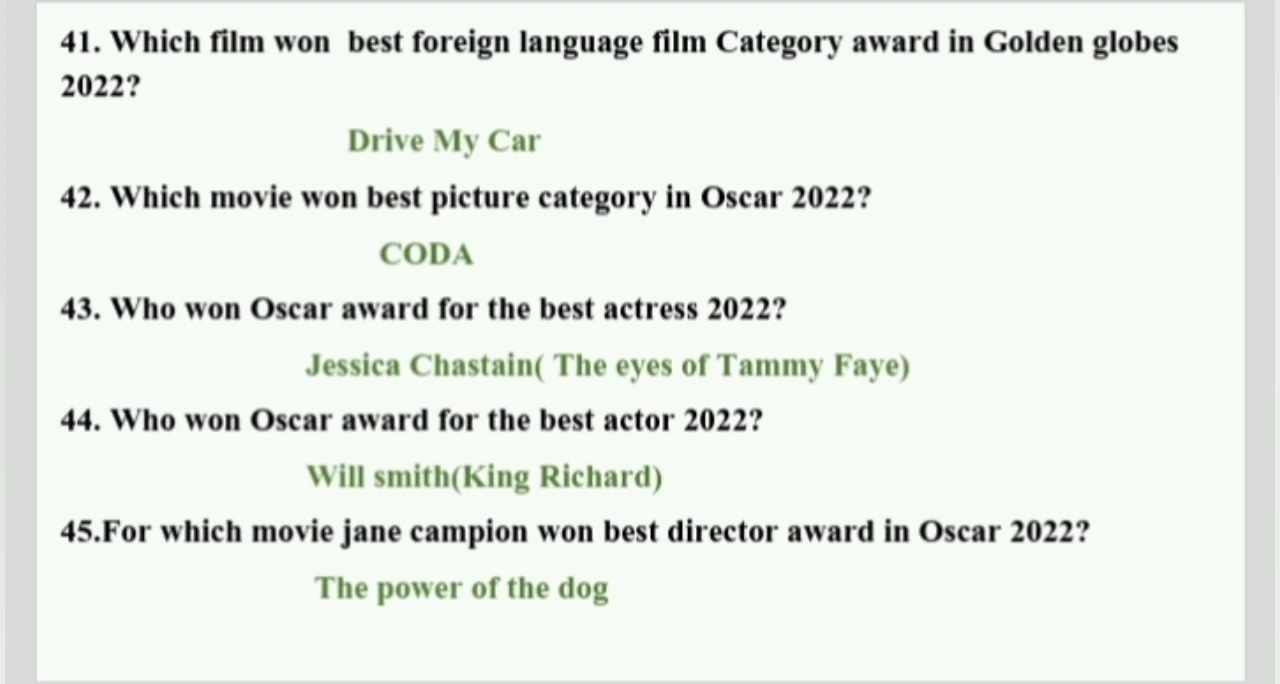 41. Which film won  best foreign language film Category award in Golden globes
2022?
Drive My Car
42. Which movie won best picture category in Oscar 2022?
CODA
43. Who won Oscar award for the best actress 2022?
Jessica Chastain( The eyes of Tammy Faye)
44. Who won Oscar award for the best actor 2022?
Will smith(King Richard)
45.For which movie jane campion won best director award in Oscar 2022?
The power of the dog